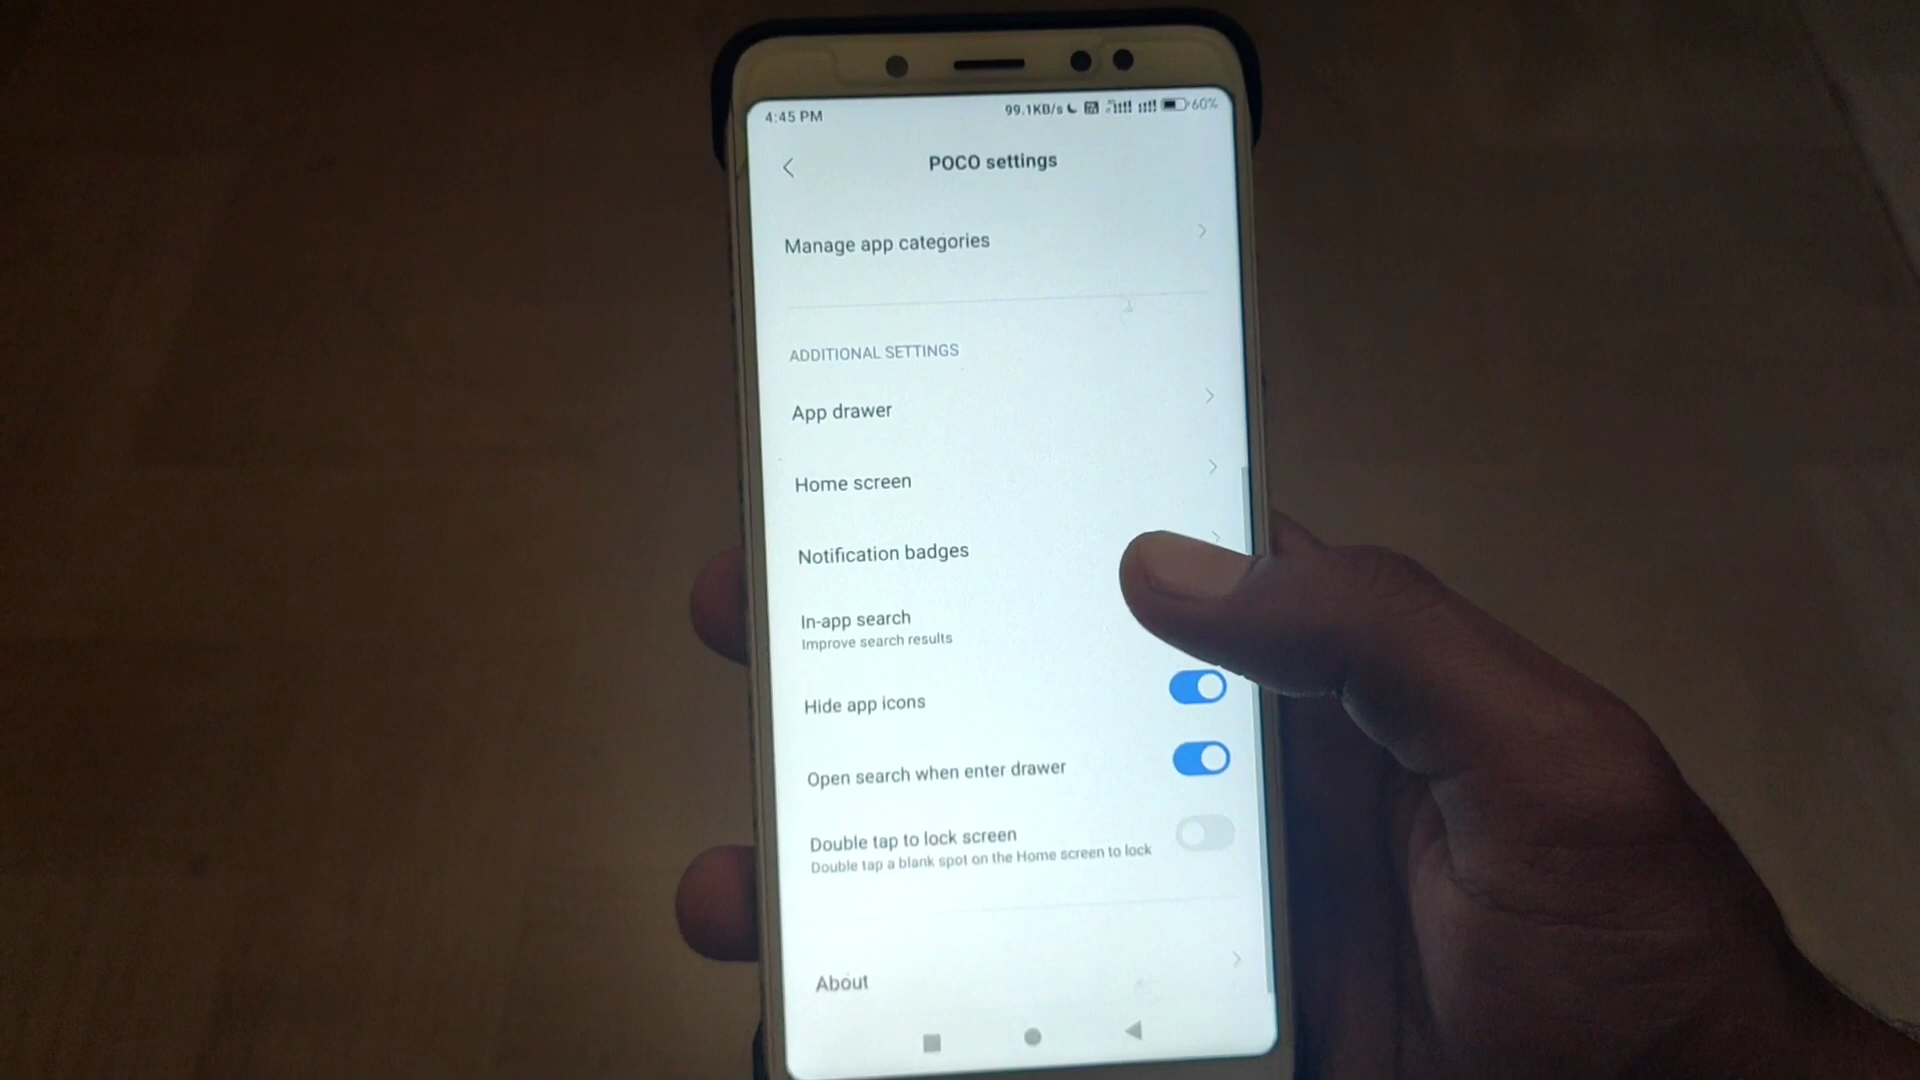 4:45 PM 99.1KB/s 60%
POCO settings
Manage app categories
ADDITIONAL SETTINGS
App drawer
Home screen
Notification badges
In-app search
Improve search results
Hide app icons
Open search when enter drawer
Double tap to lock screen
Double tap a blank spot on the Home screen to lock
About